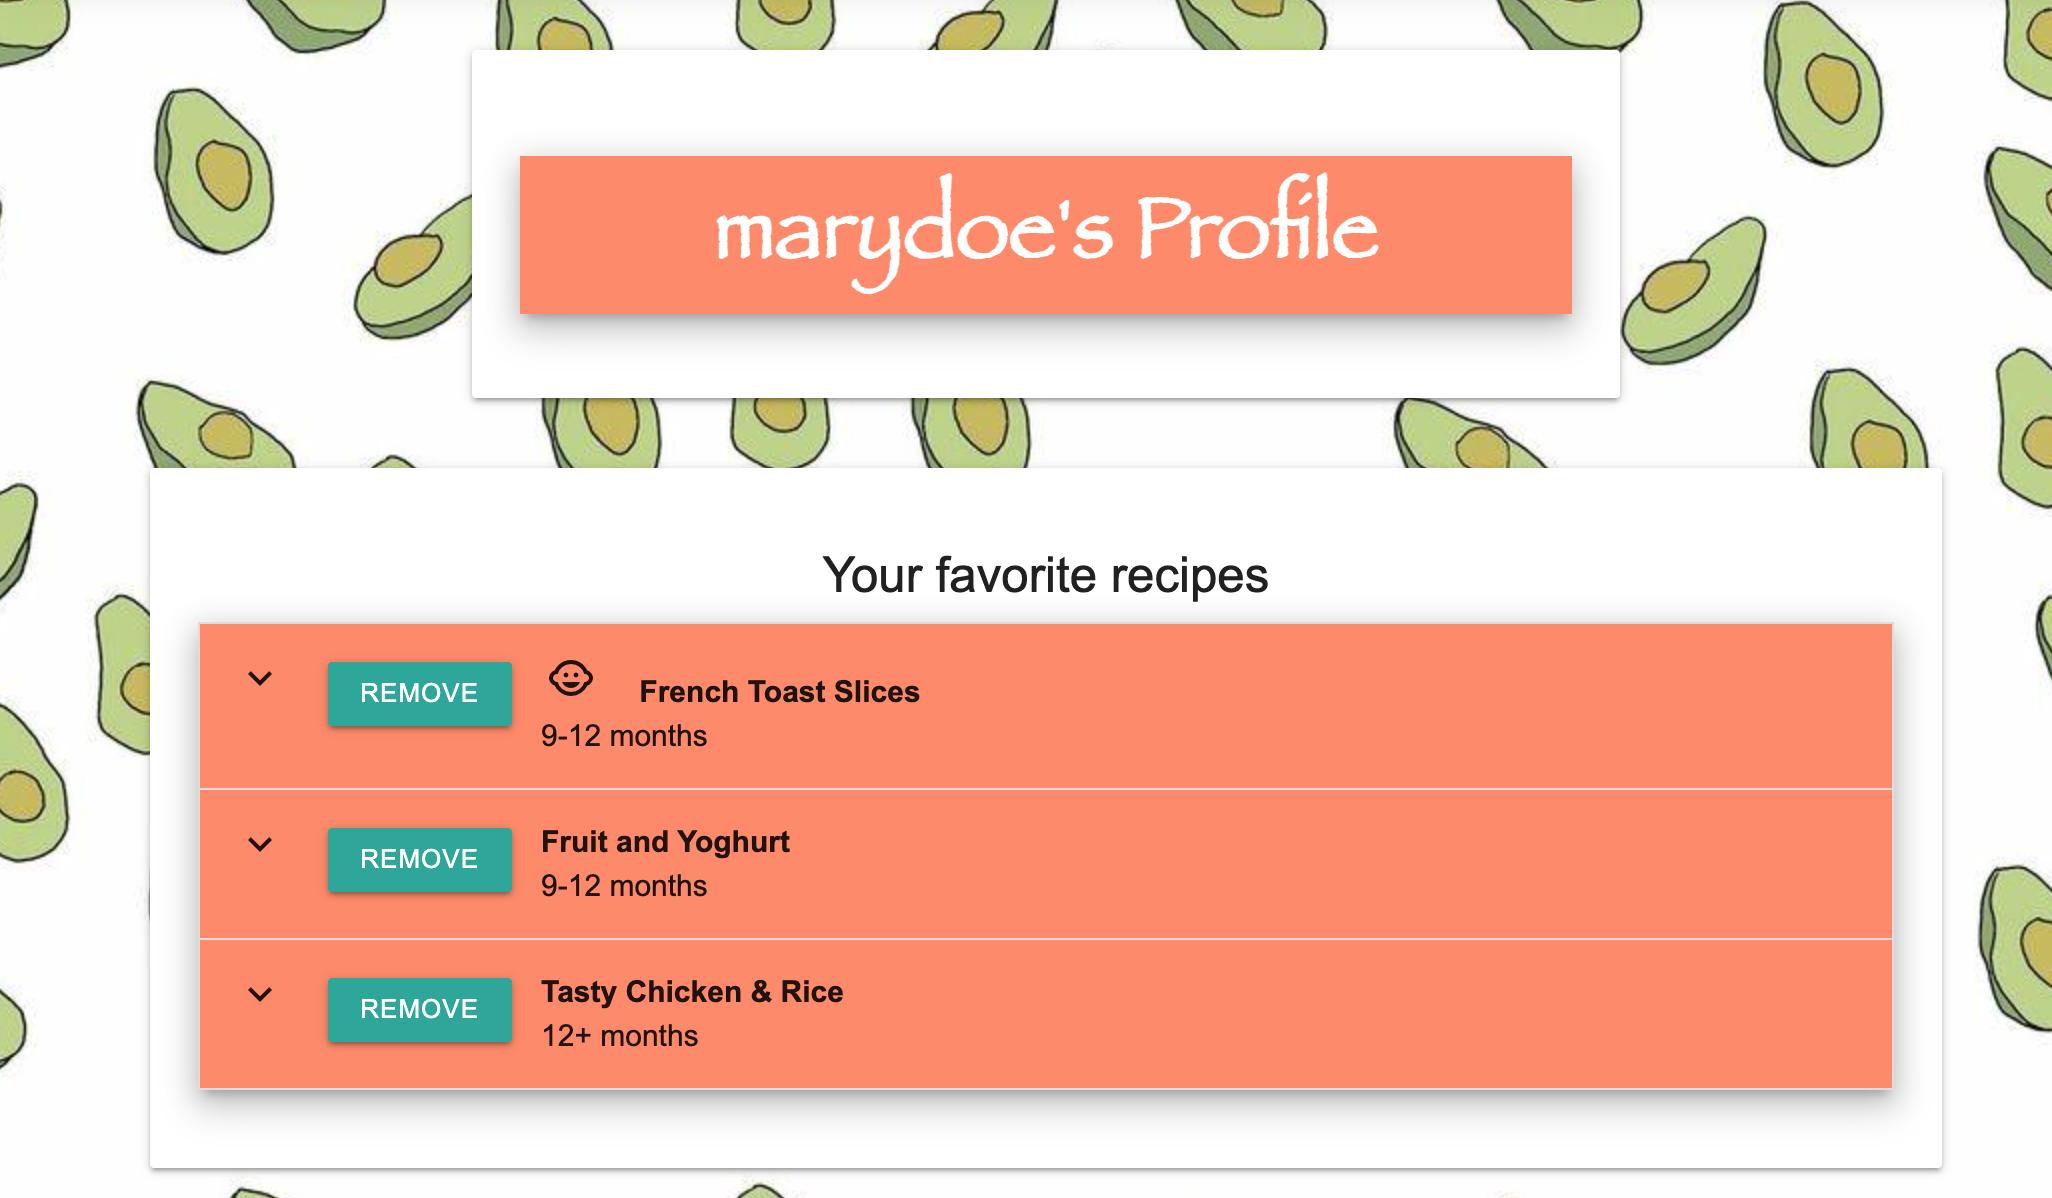 marydoe's Profile
Your favorite recipes
REMOVE
French Toast Slices
9-12 months
REMOVE
Fruit and Yoghurt
9-12 months
REMOVE
Tasty Chicken & Rice
12+ months